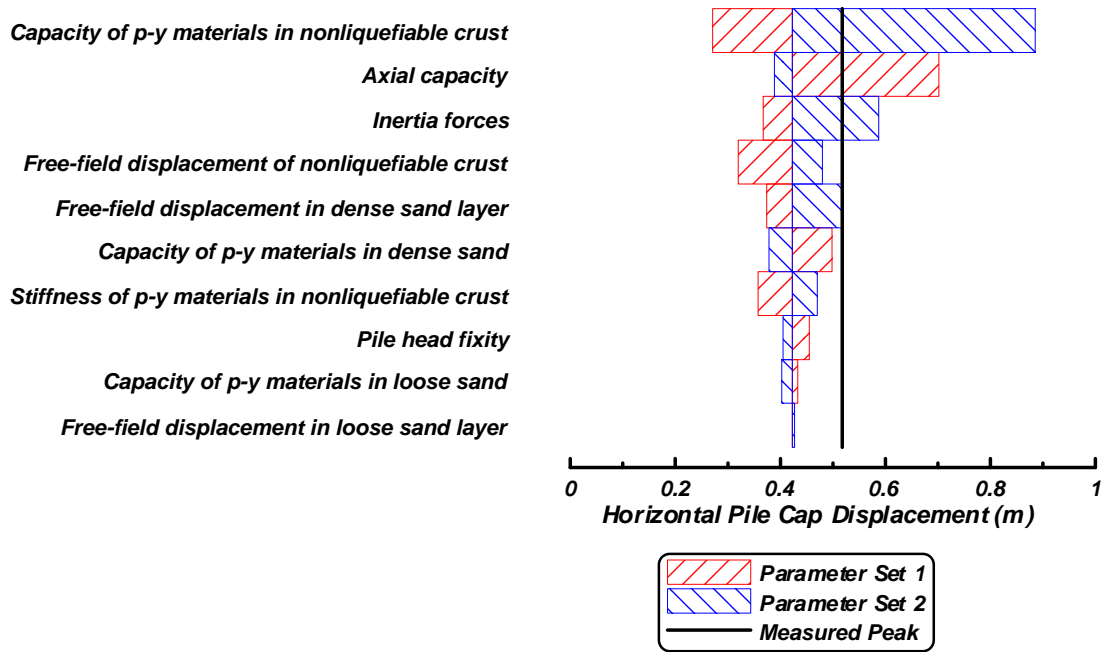 Capacity of p-y materials in nonliquefiable crust
Axial capacity
Inertia forces
Free-field displacement of nonliquefiable crust
Free-field displacement in dense sand layer
Capacity of p-y materials in dense sand
Stiffness of p-y materials in nonliquefiable crust
Pile head fixity
Capacity of p-y materials in loose sand
Free-field displacement in loose sand layer
0 0.2 0.4 0.6 0.8 1
Horizontal Pile Cap Displacement (m)
Parameter Set 1
Parameter Set 2
Measured Peak